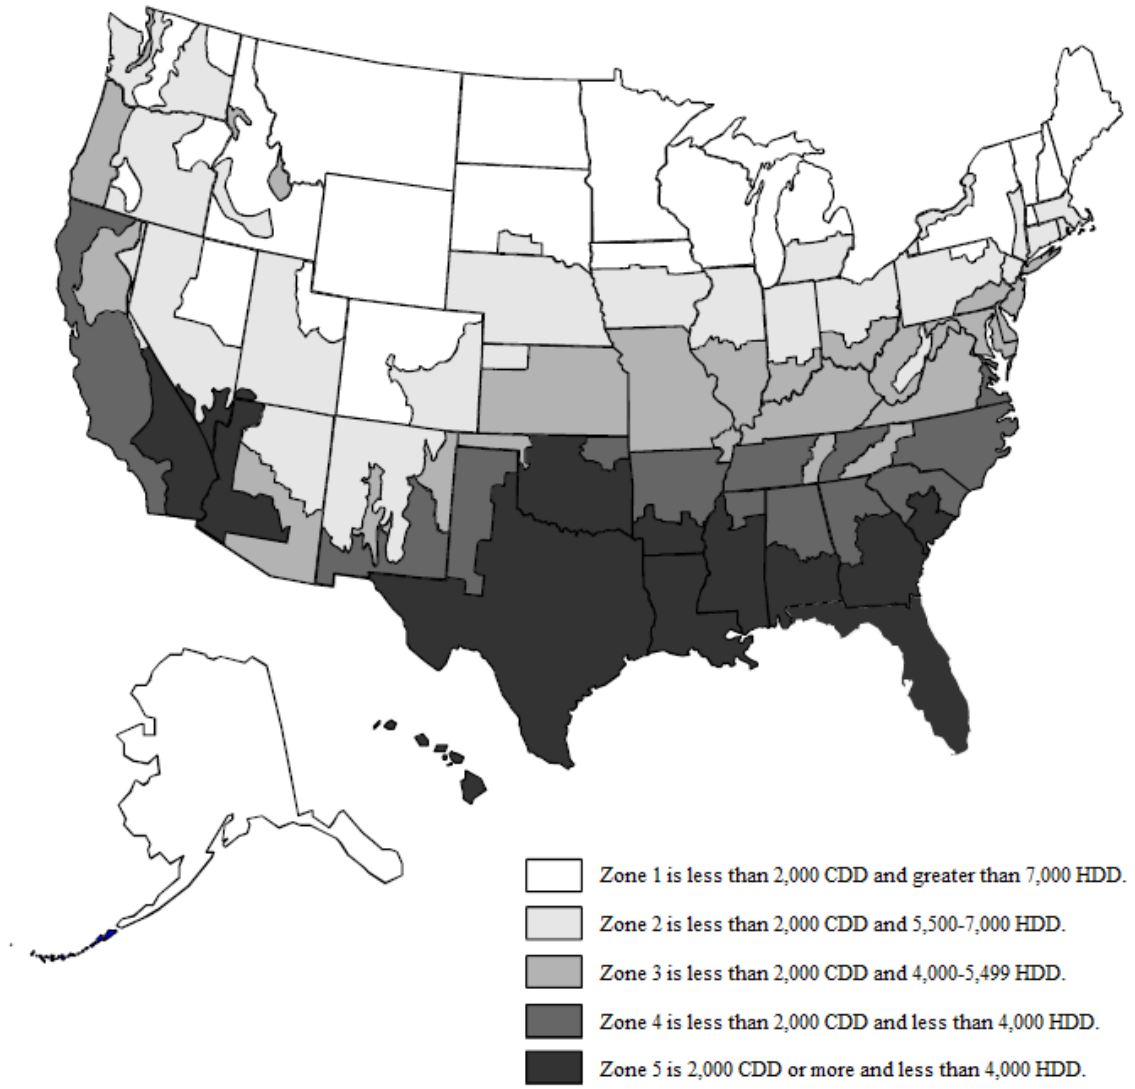 Zone 1 is less than 2,000 CDD and greater than 7,000 HDD.
Zone 2 is less than 2,000 CDD and 5,500-7,000 HDD.
Zone 3 is less than 2,000 CDD and 4,000-5,499 HDD.
Zone 4 is less than 2,000 CDD and less than 4,000 HDD.
Zone 5 is 2,000 CDD or more and less than 4,000 HDD.